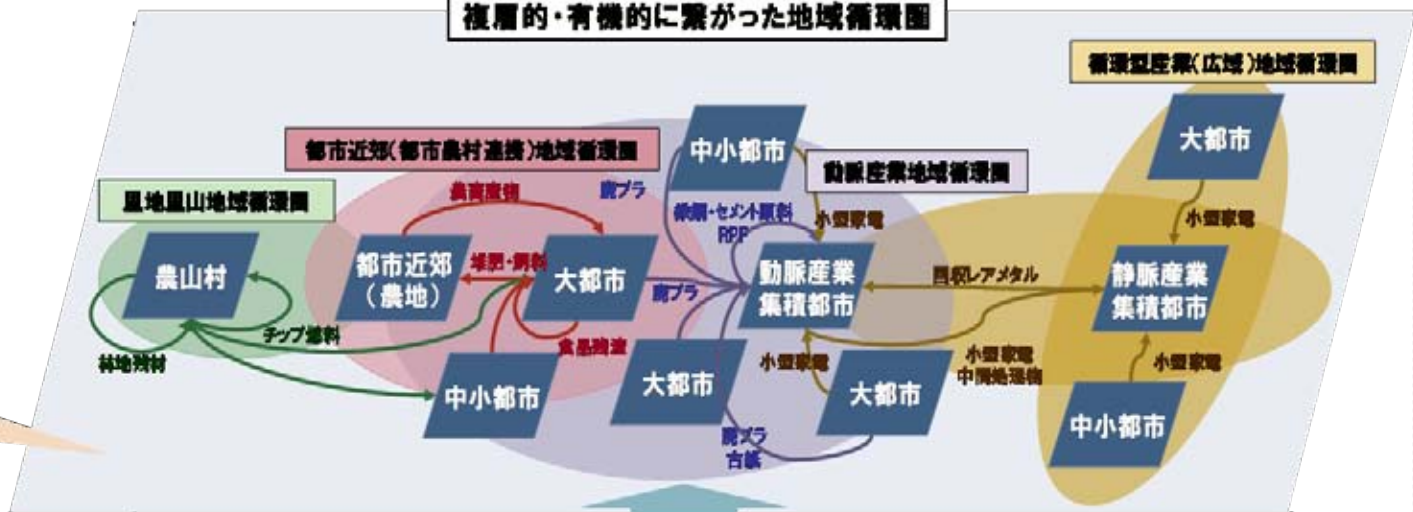 複層的・有機的に繋がった地域循環圏
循環型産業(広域)地域循環圏
大都市
中小都市
都市近郊(都市農村連携)地域循環圏
動脈産業地域循環圏
里地里山地域循環圏
農畜産物
廃プラ
鉄鋼・セメント原料
RPF
小型家電
小型家電
農山村
都市近郊
(農地)
堆肥・飼料
大都市
廃プラ
動脈産業
集積都市
回収レアメタル
静脈産業
集積都市
チップ燃料
林地残材
食品残渣
中小都市
大都市
小型家電
大都市
小型家電
中間処理物
小型家電
中小都市
廃プラ
古紙